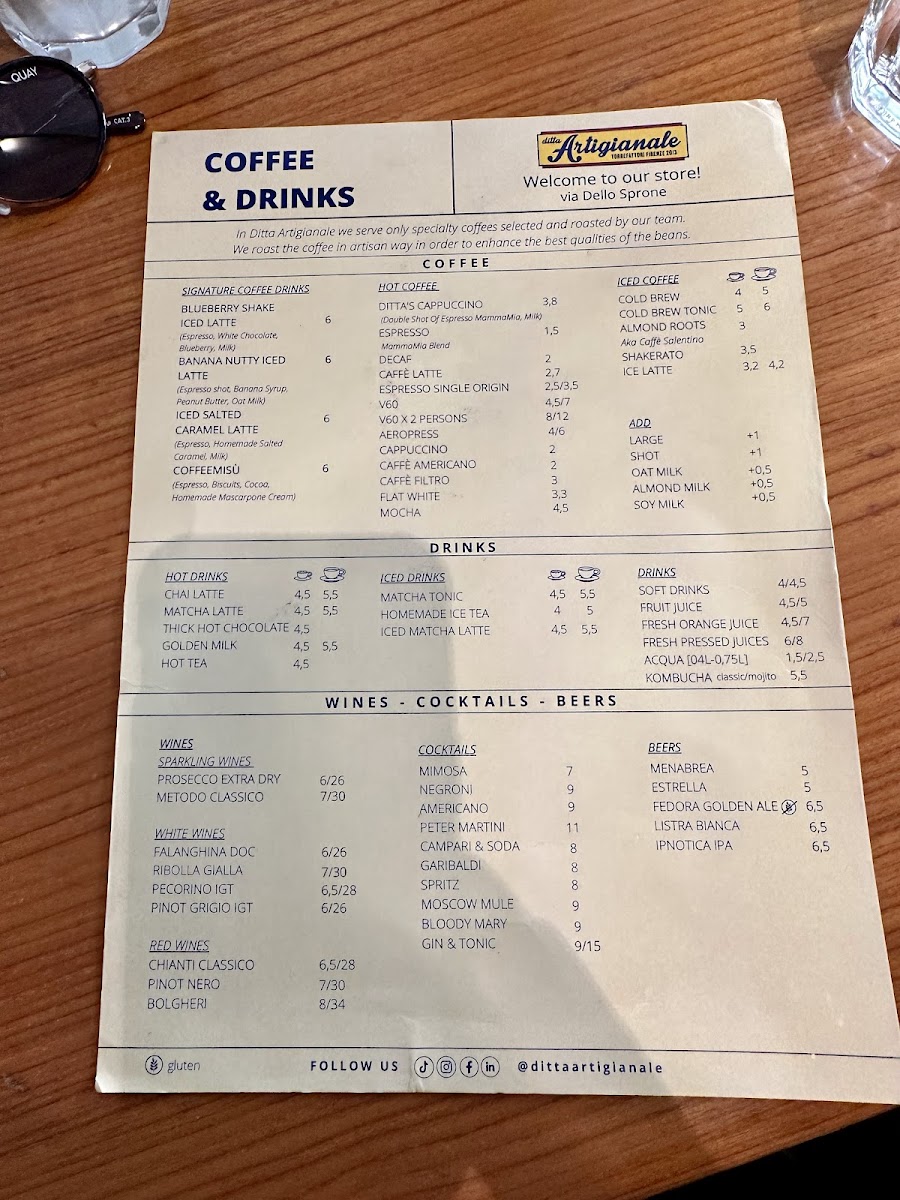 QUAY
CAT.3
COFFEE
& DRINKS
ditta Artigianale
TORREFATTORI FIRENZE 2013
Welcome to our store!
via Dello Sprone
In Ditta Artigianale we serve only specialty coffees selected and roasted by our team.
We roast the coffee in artisan way in order to enhance the best qualities of the beans.
COFFEE
SIGNATURE COFFEE DRINKS
BLUEBERRY SHAKE
ICED LATTE 6
(Espresso, White Chocolate,
Blueberry, Milk)
BANANA NUTTY ICED 6
LATTE
(Espresso shot, Banana Syrup,
Peanut Butter, Oat Milk)
ICED SALTED 6
CARAMEL LATTE
(Espresso, Homemade Salted
Caramel, Milk)
COFFEEMISÙ 6
(Espresso, Biscuits, Cocoa,
Homemade Mascarpone Cream)
HOT COFFEE
DITTA'S CAPPUCCINO 3,8
(Double Shot Of Espresso MammaMia, Milk)
ESPRESSO 1,5
MammaMia Blend
DECAF 2
CAFFÈ LATTE 2,7
ESPRESSO SINGLE ORIGIN 2,5/3,5
V60 4,5/7
V60 X 2 PERSONS 8/12
AEROPRESS 4/6
CAPPUCCINO 2
CAFFÈ AMERICANO 2
CAFFÈ FILTRO 3
FLAT WHITE 3,3
MOCHA 4,5
ICED COFFEE
COLD BREW 4 5
COLD BREW TONIC 5 6
ALMOND ROOTS 3
Aka Caffè Salentino
SHAKERATO 3,5
ICE LATTE 3,2 4,2
ADD
LARGE +1
SHOT +1
OAT MILK +0,5
ALMOND MILK +0,5
SOY MILK +0,5
DRINKS
HOT DRINKS
CHAI LATTE 4,5 5,5
MATCHA LATTE 4,5 5,5
THICK HOT CHOCOLATE 4,5
GOLDEN MILK 4,5 5,5
HOT TEA 4,5
ICED DRINKS
MATCHA TONIC 4,5 5,5
HOMEMADE ICE TEA 4 5
ICED MATCHA LATTE 4,5 5,5
DRINKS
SOFT DRINKS 4/4,5
FRUIT JUICE 4,5/5
FRESH ORANGE JUICE 4,5/7
FRESH PRESSED JUICES 6/8
ACQUA [04L-0,75L] 1,5/2,5
KOMBUCHA classic/mojito 5,5
WINES - COCKTAILS - BEERS
WINES
SPARKLING WINES
PROSECCO EXTRA DRY 6/26
METODO CLASSICO 7/30
WHITE WINES
FALANGHINA DOC 6/26
RIBOLLA GIALLA 7/30
PECORINO IGT 6,5/28
PINOT GRIGIO IGT 6/26
RED WINES
CHIANTI CLASSICO 6,5/28
PINOT NERO 7/30
BOLGHERI 8/34
COCKTAILS
MIMOSA 7
NEGRONI 9
AMERICANO 9
PETER MARTINI 11
CAMPARI & SODA 8
GARIBALDI 8
SPRITZ 8
MOSCOW MULE 9
BLOODY MARY 9
GIN & TONIC 9/15
BEERS
MENABREA 5
ESTRELLA 5
FEDORA GOLDEN ALE 6,5
LISTRA BIANCA 6,5
IPNOTICA IPA 6,5
gluten
FOLLOW US @dittaartigianale